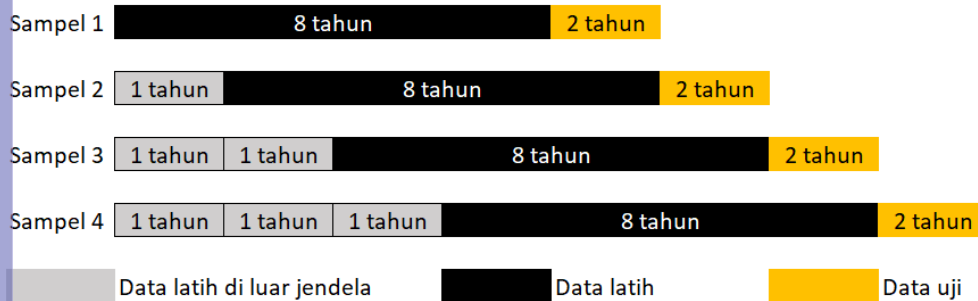 Sampel 1 8 tahun 2 tahun
Sampel 2 1 tahun 8 tahun 2 tahun
Sampel 3 1 tahun 1 tahun 8 tahun 2 tahun
Sampel 4 1 tahun 1 tahun 1 tahun 8 tahun 2 tahun
Data latih di luar jendela Data latih Data uji